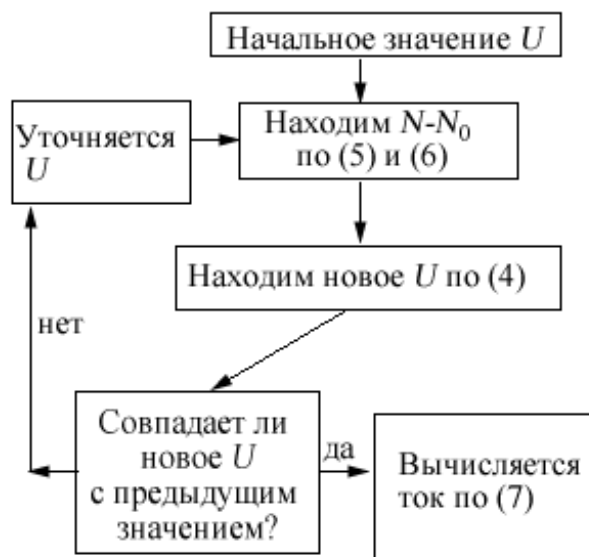 Начальное значение U
Уточняется
U
Находим N-N₀
по (5) и (6)
Находим новое U по (4)
нет
Совпадает ли
новое U
с предыдущим
значением?
да
Вычисляется
ток по (7)